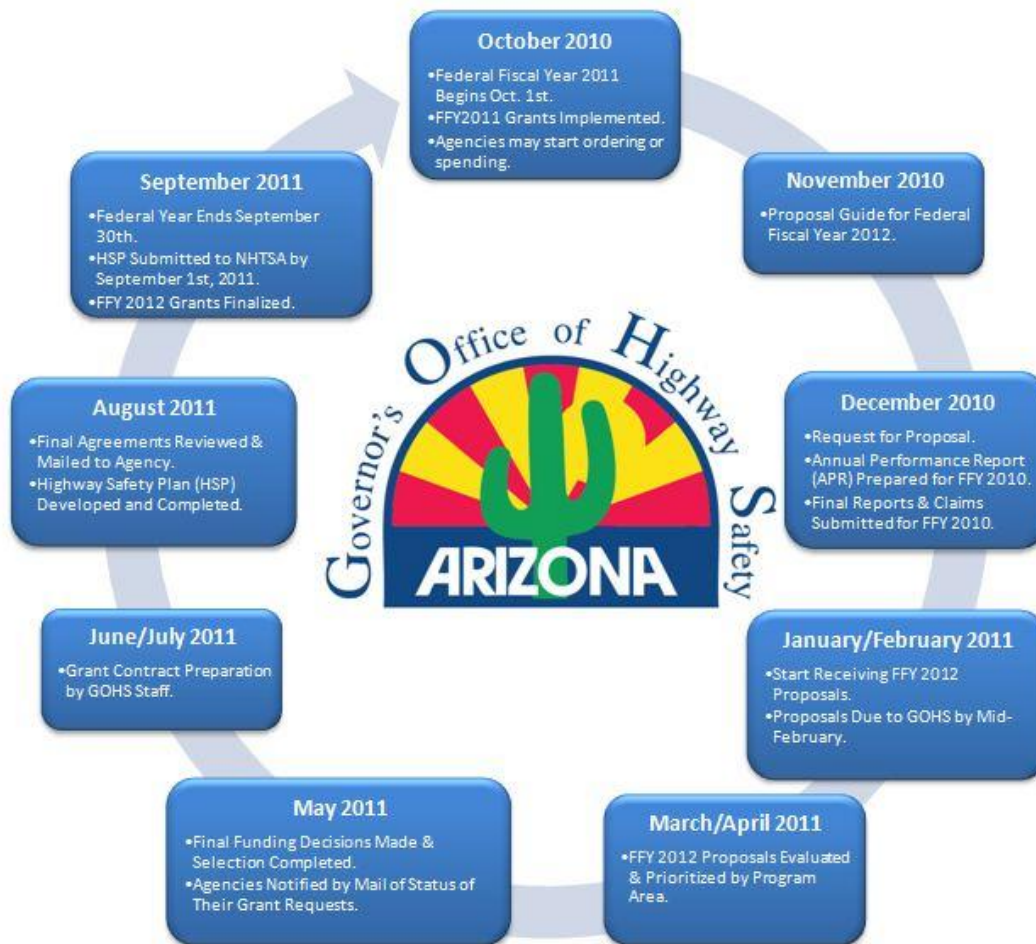 October 2010
•Federal Fiscal Year 2011
Begins Oct. 1st.
•FFY2011 Grants Implemented.
•Agencies may start ordering or
spending.
November 2010
•Proposal Guide for Federal
Fiscal Year 2012.
December 2010
•Request for Proposal.
•Annual Performance Report
(APR) Prepared for FFY 2010.
•Final Reports & Claims
Submitted for FFY 2010.
January/February 2011
•Start Receiving FFY 2012
Proposals.
•Proposals Due to GOHS by Mid-
February.
March/April 2011
•FFY 2012 Proposals Evaluated
& Prioritized by Program
Area.
May 2011
•Final Funding Decisions Made &
Selection Completed.
•Agencies Notified by Mail of Status of
Their Grant Requests.
June/July 2011
•Grant Contract Preparation
by GOHS Staff.
August 2011
•Final Agreements Reviewed &
Mailed to Agency.
•Highway Safety Plan (HSP)
Developed and Completed.
September 2011
•Federal Year Ends September
30th.
•HSP Submitted to NHTSA by
September 1st, 2011.
•FFY 2012 Grants Finalized.
Governor's Office of Highway Safety
ARIZONA